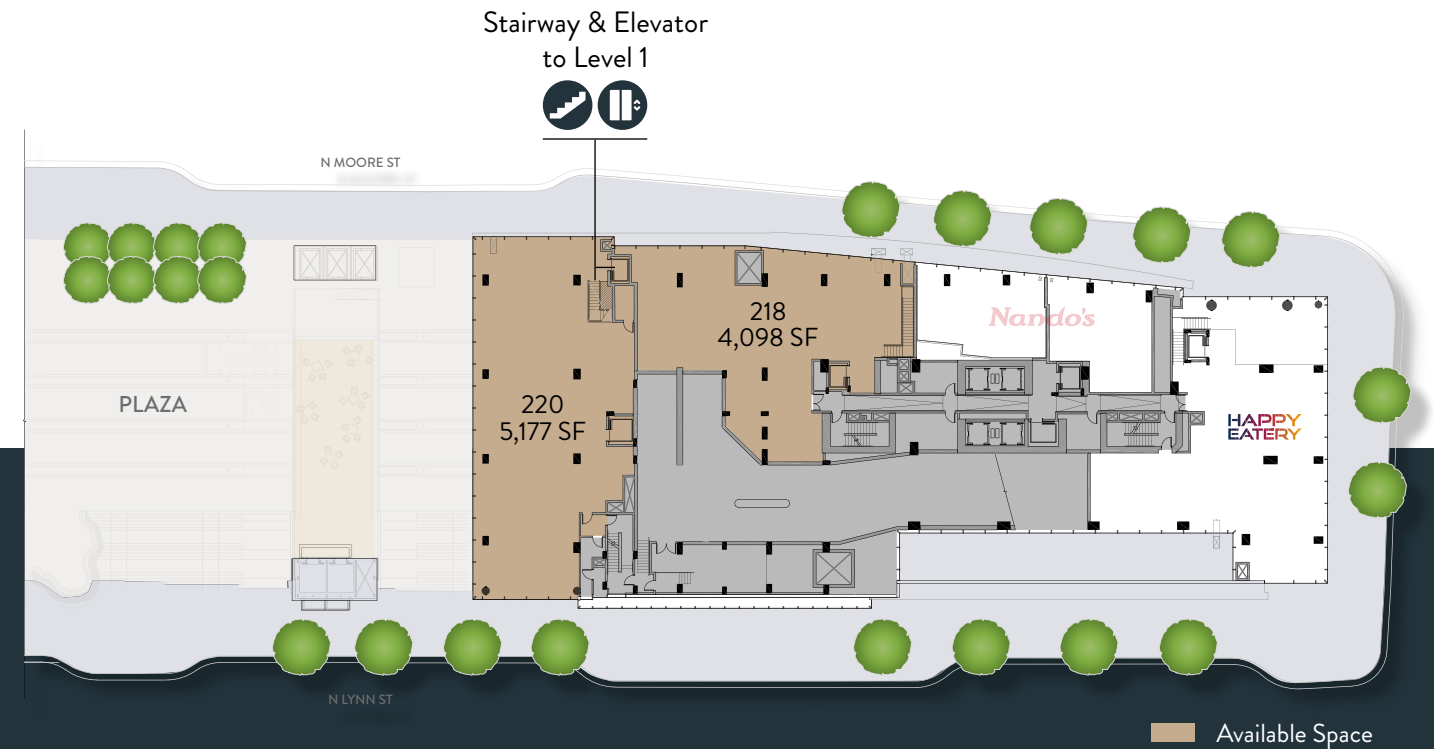 Stairway & Elevator
to Level 1
N MOORE ST
218
4,098 SF
Nando's
PLAZA
220
5,177 SF
HAPPY
EATERY
N LYNN ST
Available Space